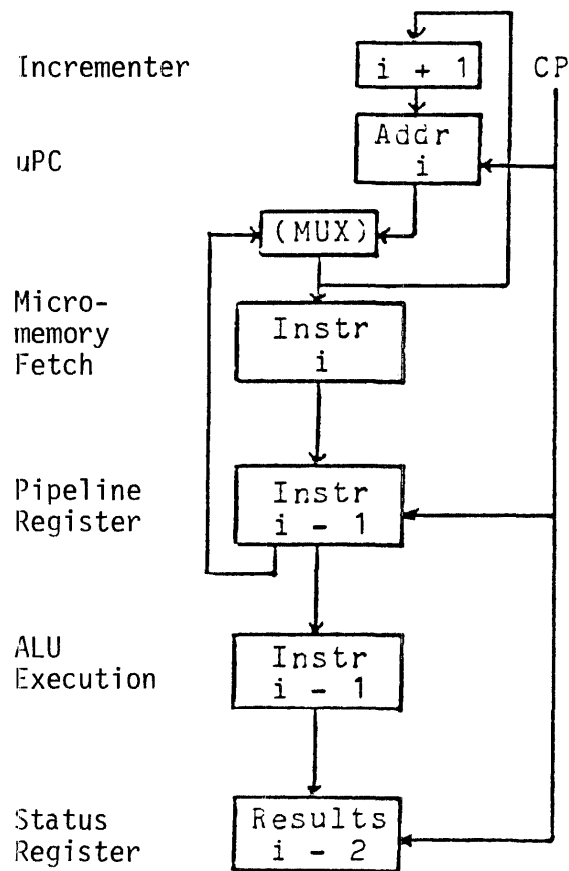 Incrementer
i + 1
CP
uPC
Addr
i
(MUX)
Micro-
memory
Fetch
Instr
i
Pipeline
Register
Instr
i - 1
ALU
Execution
Instr
i - 1
Status
Register
Results
i - 2